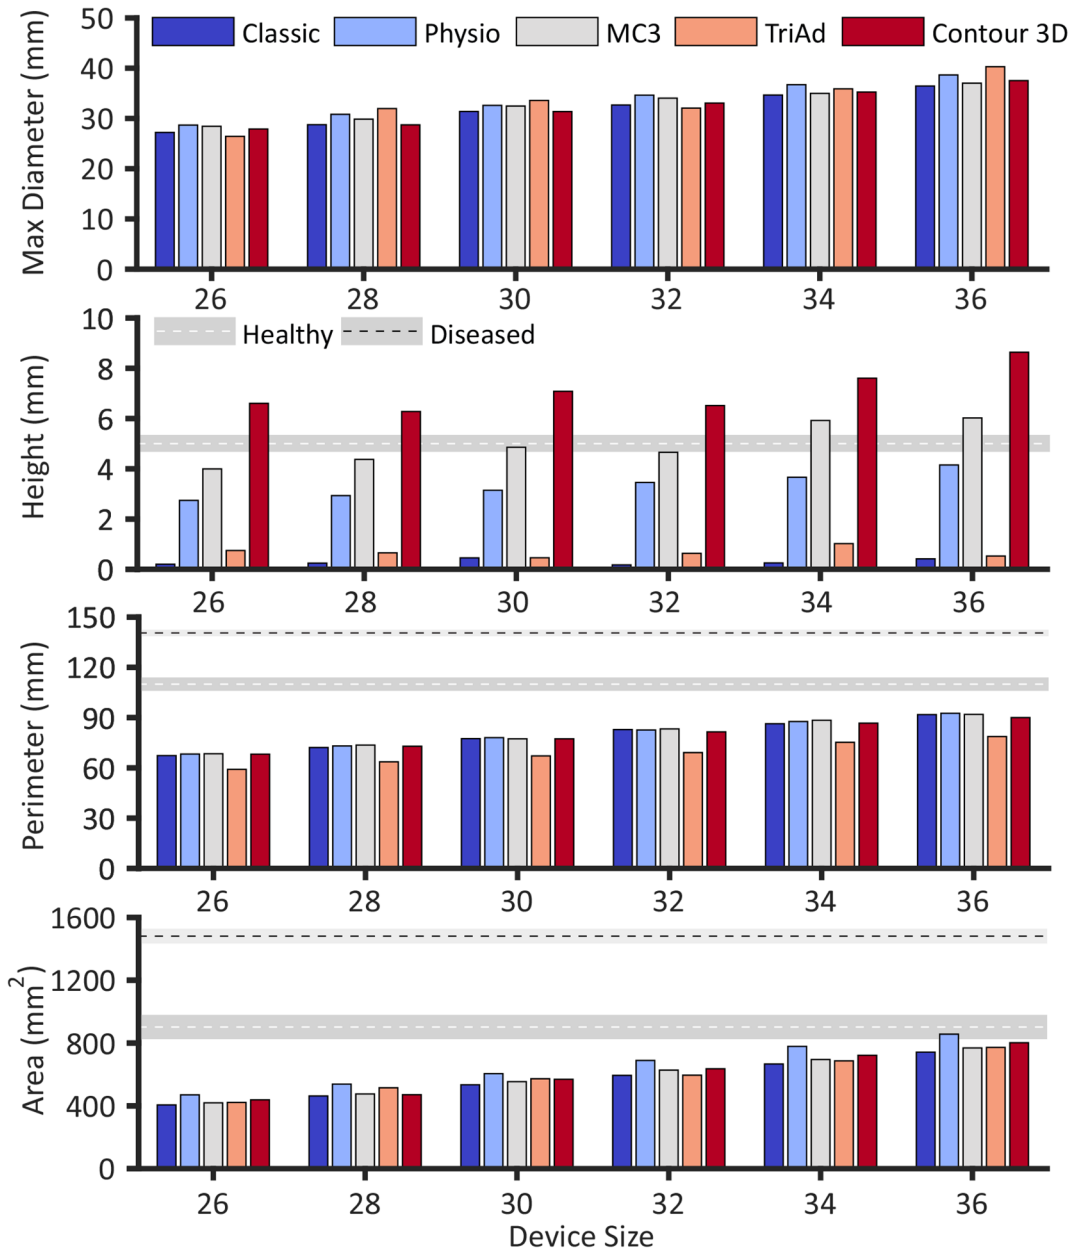 Max Diameter (mm)
50
40
30
20
10
0
Classic Physio MC3 TriAd Contour 3D
26 28 30 32 34 36
Height (mm)
10
8
6
4
2
0
Healthy Diseased
26 28 30 32 34 36
Perimeter (mm)
150
120
90
60
30
0
26 28 30 32 34 36
Area (mm²)
1600
1200
800
400
0
26 28 30 32 34 36
Device Size